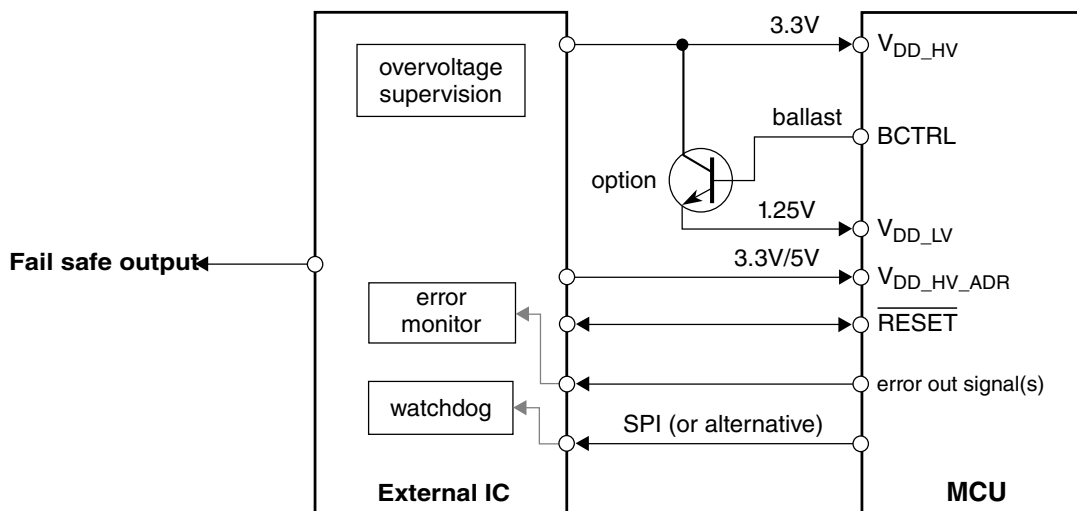 overvoltage
supervision
3.3V
V_DD_HV
ballast
BCTRL
option
1.25V
V_DD_LV
Fail safe output
3.3V/5V
V_DD_HV_ADR
error
monitor
RESET
error out signal(s)
watchdog
SPI (or alternative)
External IC
MCU